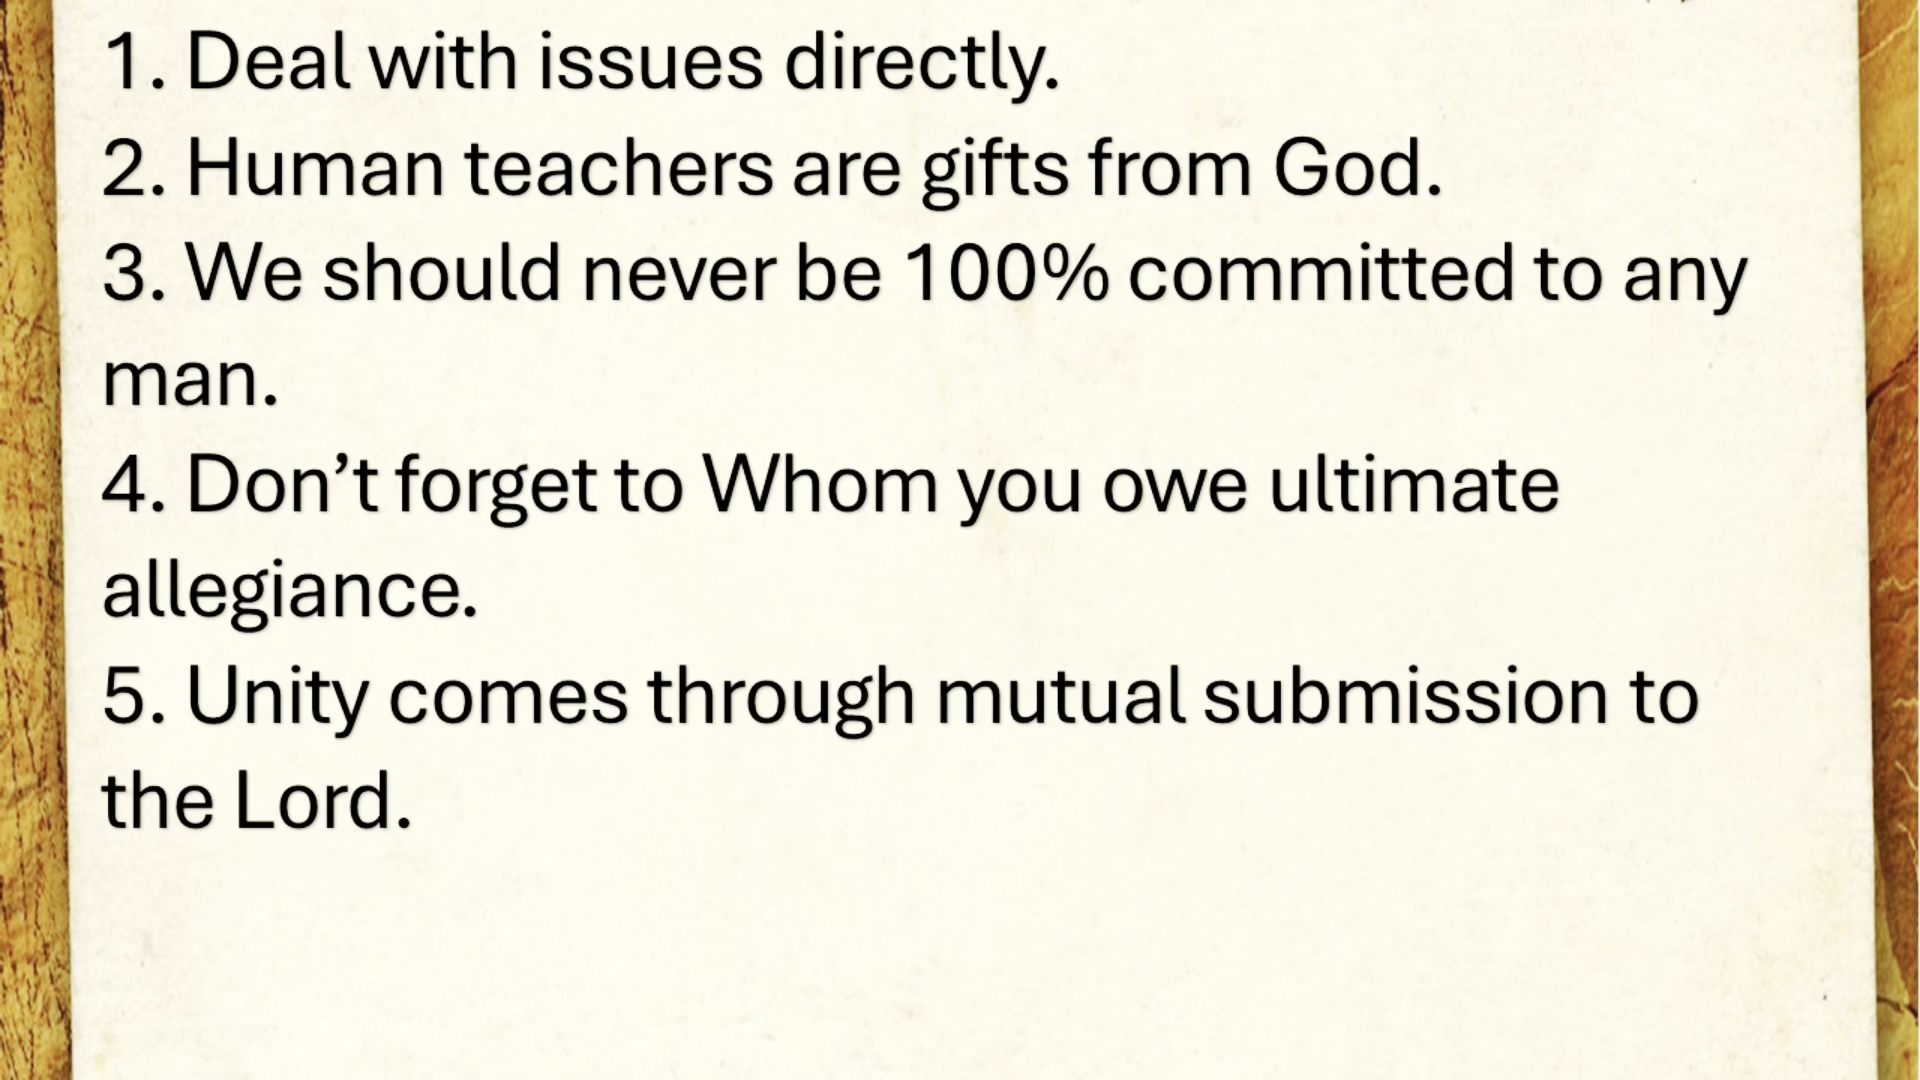 1. Deal with issues directly.
2. Human teachers are gifts from God.
3. We should never be 100% committed to any
man.
4. Don’t forget to Whom you owe ultimate
allegiance.
5. Unity comes through mutual submission to
the Lord.